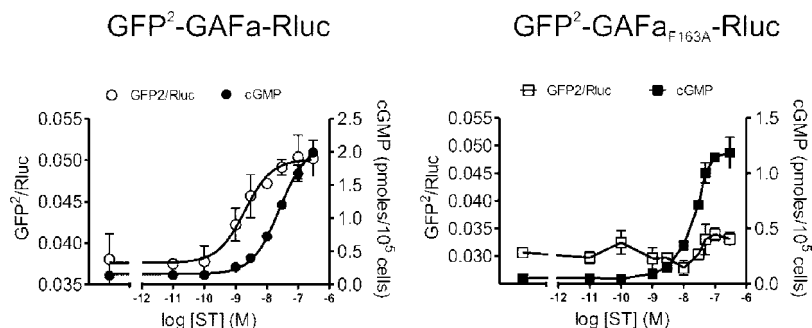 GFP²-GAFa-Rluc
GFP2/Rluc
cGMP
0.055
0.050
0.045
0.040
0.035
GFP²/Rluc
2.5
2.0
1.5
1.0
0.5
0.0
cGMP (pmoles/10⁵ cells)
-12 -11 -10 -9 -8 -7 -6
log [ST] (M)
GFP²-GAFa_F163A-Rluc
GFP2/Rluc
cGMP
0.055
0.050
0.045
0.040
0.035
0.030
0.025
GFP²/Rluc
1.5
1.0
0.5
0.0
cGMP (pmoles/10⁵ cells)
-12 -11 -10 -9 -8 -7 -6
log [ST] (M)